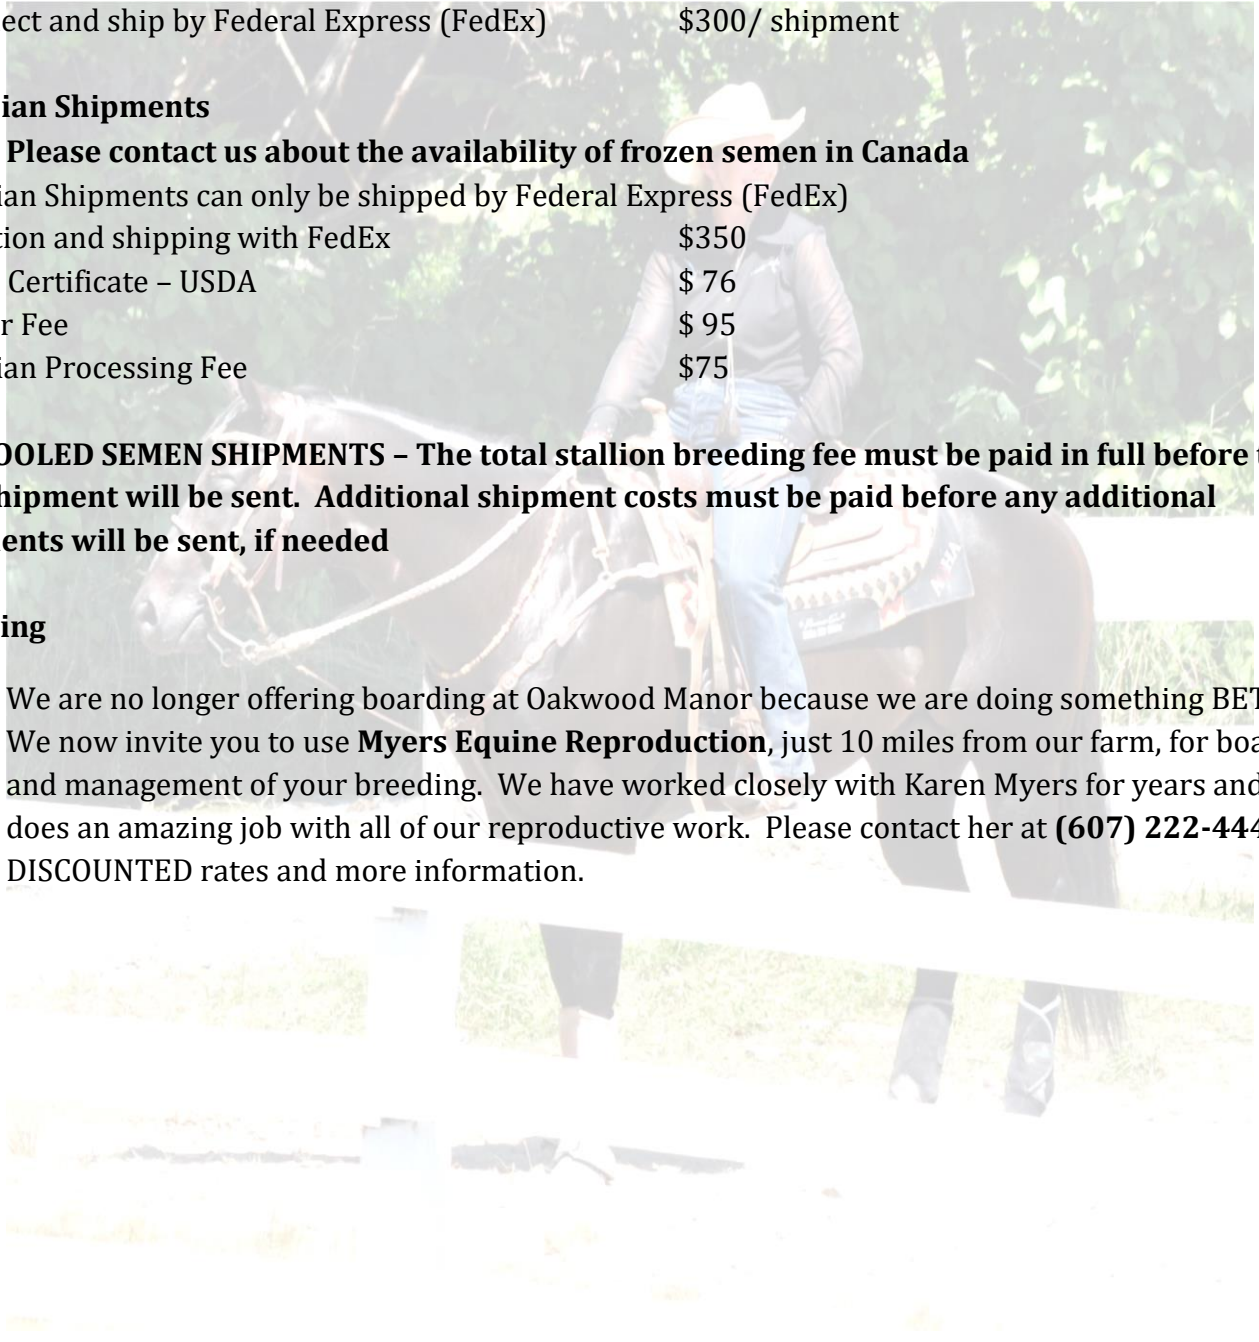 ect and ship by Federal Express (FedEx) $300/ shipment
ian Shipments
Please contact us about the availability of frozen semen in Canada
ian Shipments can only be shipped by Federal Express (FedEx)
tion and shipping with FedEx $350
Certificate – USDA $ 76
r Fee $ 95
ian Processing Fee $75
OOLED SEMEN SHIPMENTS – The total stallion breeding fee must be paid in full before t
hipment will be sent. Additional shipment costs must be paid before any additional
ents will be sent, if needed
ing
We are no longer offering boarding at Oakwood Manor because we are doing something BET
We now invite you to use Myers Equine Reproduction, just 10 miles from our farm, for boa
and management of your breeding. We have worked closely with Karen Myers for years and
does an amazing job with all of our reproductive work. Please contact her at (607) 222-444
DISCOUNTED rates and more information.